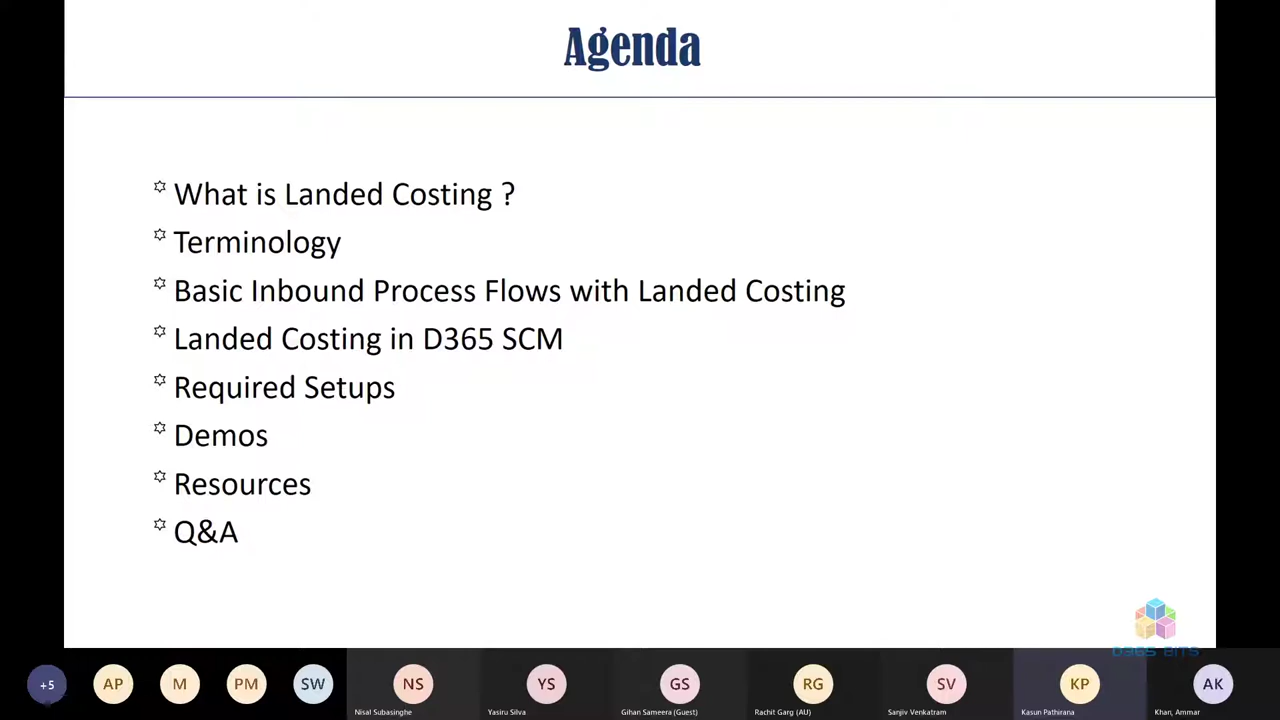 Agenda
What is Landed Costing ?
Terminology
Basic Inbound Process Flows with Landed Costing
Landed Costing in D365 SCM
Required Setups
Demos
Resources
Q&A
D365 BITS
+5
AP
M
PM
SW
NS
YS
GS
RG
SV
KP
AK
Nisal Subasinghe
Yasiru Silva
Gihan Sameera (Guest)
Rachit Garg (AU)
Sanjiv Venkatram
Kasun Pathirana
Khan, Ammar